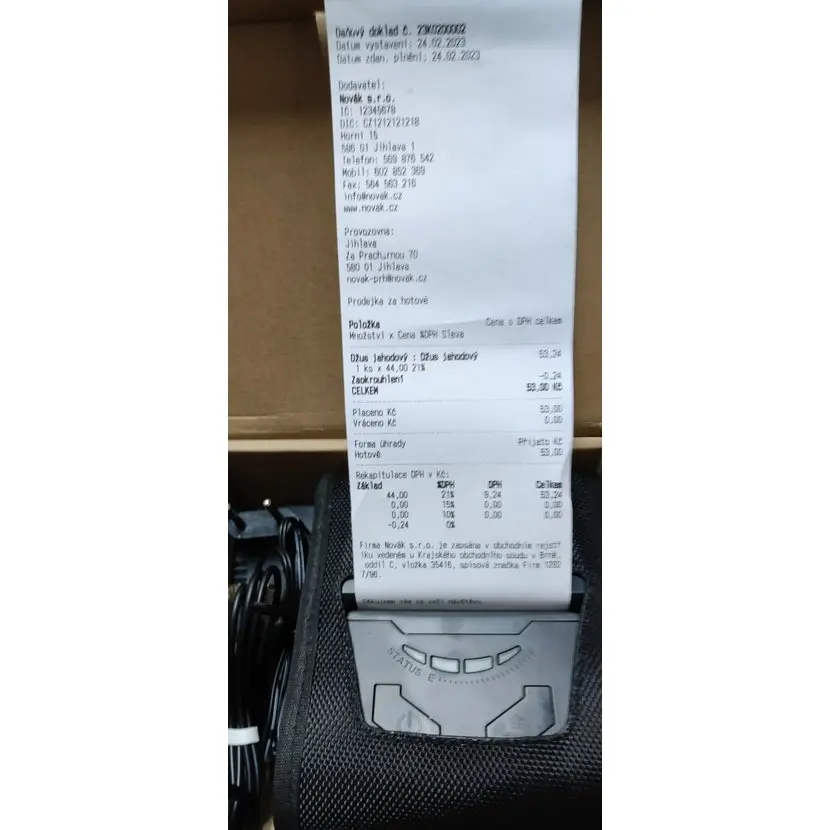 Daňový doklad č. 23K0200002
Datum vystavení: 24.02.2023
Datum zdan. plnění: 24.02.2023
Dodavatel:
Novák s.r.o.
IČ: 12345678
DIČ: CZ1212121218
Horní 15
586 01 Jihlava 1
Telefon: 569 876 542
Mobil: 602 852 369
Fax: 564 563 216
info@novak.cz
www.novak.cz
Provozovna:
Jihlava
Za Prachurnou 70
580 01 Jihlava
novak-prh@novak.cz
Prodejka za hotové
Položka Cena s DPH celkem
Množství x Cena %DPH Sleva
Džus jahodový : Džus jahodový 53,24
1 ks x 44,00 21%
Zaokrouhlení -0,24
CELKEM 53,00 Kč
Placeno Kč 53,00
Vráceno Kč 0,00
Forma úhrady Přijato Kč
Hotově 53,00
Rekapitulace DPH v Kč:
Základ %DPH DPH Celkem
44,00 21% 9,24 53,24
0,00 15% 0,00 0,00
0,00 10% 0,00 0,00
-0,24 0%
Firma Novák s.r.o. je zapsána v obchodním rejstř
íku vedeném u Krajského obchodního soudu v Brně,
oddíl C, vložka 35416, spisová značka Firm 1282
7/96.
Děkujeme vám za vaši návštěvu
STATUS E